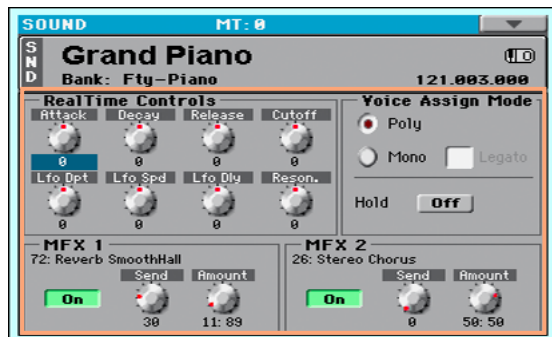 SOUND MT: 0
SND
Grand Piano
Bank: Fty-Piano 121.003.000
RealTime Controls
Attack Decay Release Cutoff
0 0 0 0
Lfo Dpt Lfo Spd Lfo Dly Reson.
0 0 0 0
Voice Assign Mode
Poly
Mono Legato
Hold Off
MFX 1
72: Reverb SmoothHall
Send Amount
On
30 11: 89
MFX 2
26: Stereo Chorus
Send Amount
On
0 50: 50